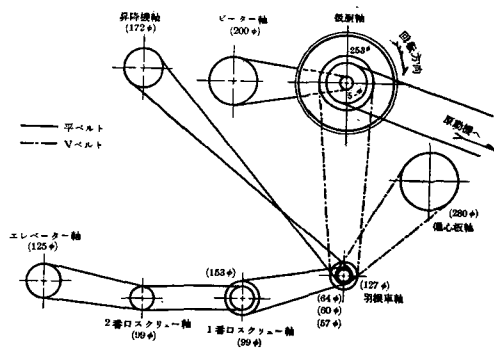 昇降機軸
(172φ)
ビーター軸
(200φ)
扱胴軸
253φ
回転方向
原動機へ
平ベルト
Vベルト
(280φ)
偏心板軸
エレベーター軸
(125φ)
(153φ)
(127φ)
羽根車軸
(64φ)
(60φ)
(57φ)
2番口スクリュー軸
(99φ)
1番口スクリュー軸
(99φ)